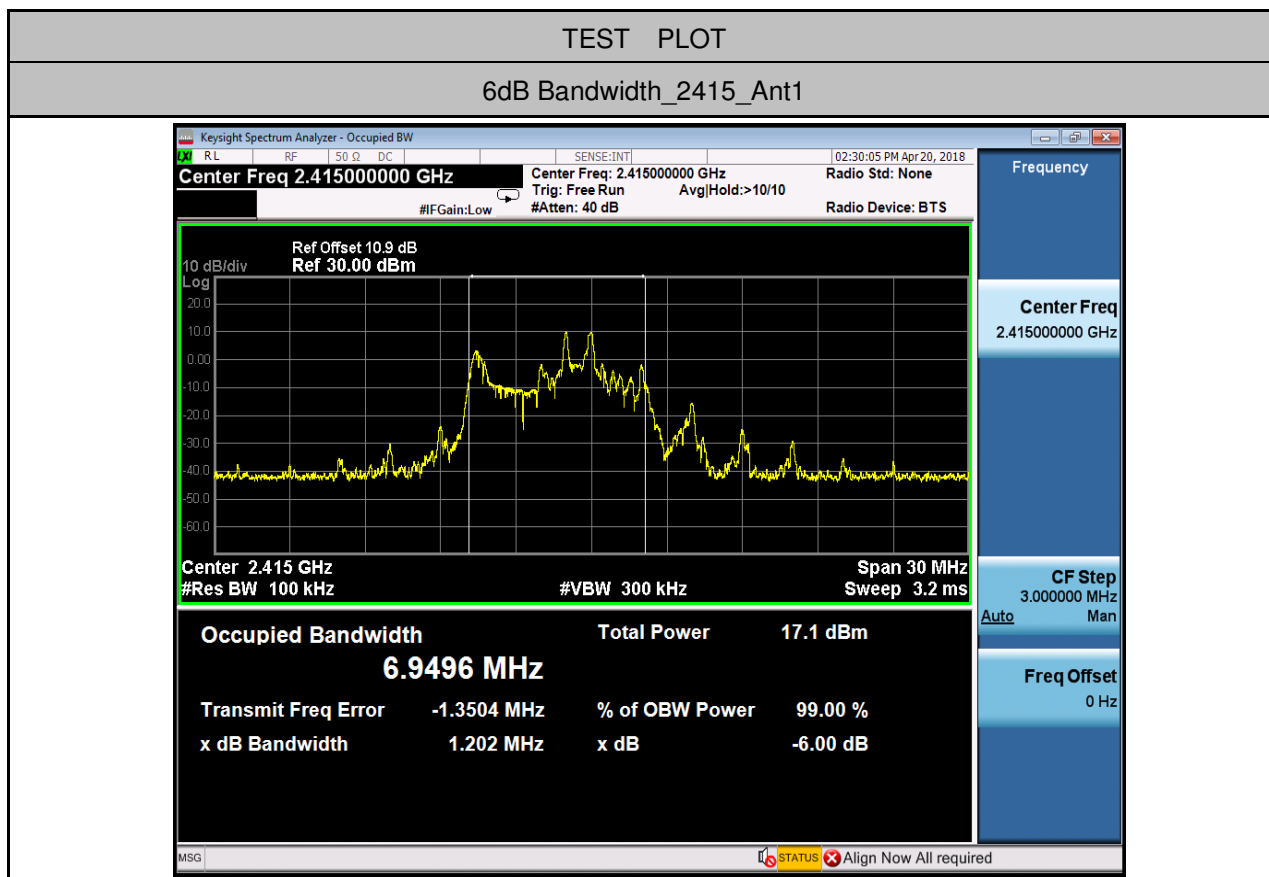 TEST PLOT
6dB Bandwidth_2415_Ant1
Keysight Spectrum Analyzer - Occupied BW
LXI RL RF 50 Ω DC SENSE:INT 02:30:05 PM Apr 20, 2018
Center Freq 2.415000000 GHz
Center Freq: 2.415000000 GHz
Radio Std: None
Trig: Free Run Avg|Hold:>10/10
#IFGain:Low
#Atten: 40 dB
Radio Device: BTS
Ref Offset 10.9 dB
10 dB/div Ref 30.00 dBm
Log
20.0
10.0
0.00
-10.0
-20.0
-30.0
-40.0
-50.0
-60.0
Center 2.415 GHz Span 30 MHz
#Res BW 100 kHz #VBW 300 kHz Sweep 3.2 ms
Occupied Bandwidth Total Power 17.1 dBm
6.9496 MHz
Transmit Freq Error -1.3504 MHz % of OBW Power 99.00 %
x dB Bandwidth 1.202 MHz x dB -6.00 dB
Frequency
Center Freq
2.415000000 GHz
CF Step
3.000000 MHz
Auto Man
Freq Offset
0 Hz
MSG STATUS Align Now All required